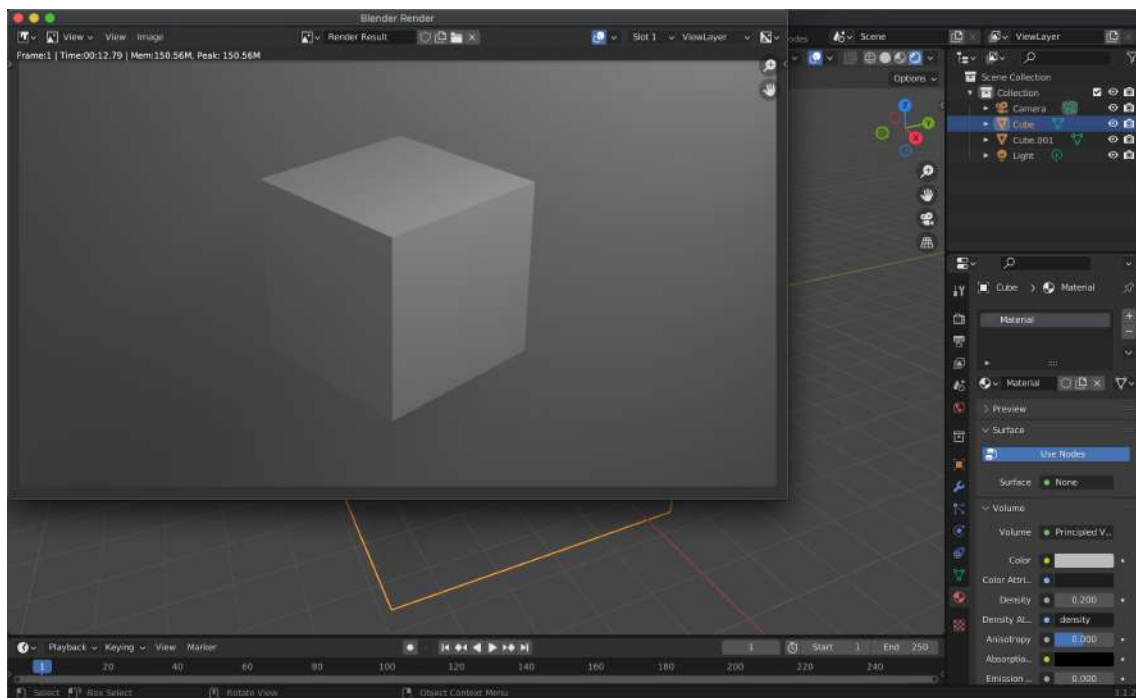 Blender Render
View View Image Render Result Slot 1 ViewLayer
Frame:1 | Time:00:12.79 | Mem:150.56M, Peak: 150.56M
odes Scene ViewLayer
Options
Scene Collection
Collection
Camera
Cube
Cube.001
Light
Cube Material
Material
Material
Preview
Surface
Use Nodes
Surface None
Volume
Volume Principled V..
Color
Color Attri..
Density 0.200
Density At.. density
Anisotropy 0.000
Absorptio..
Emission .. 0.000
Playback Keying View Marker 1 Start 1 End 250
1 20 40 60 80 100 120 140 160 180 200 220 240
Select Box Select Rotate View Object Context Menu 3.1.2
X
Y
Z